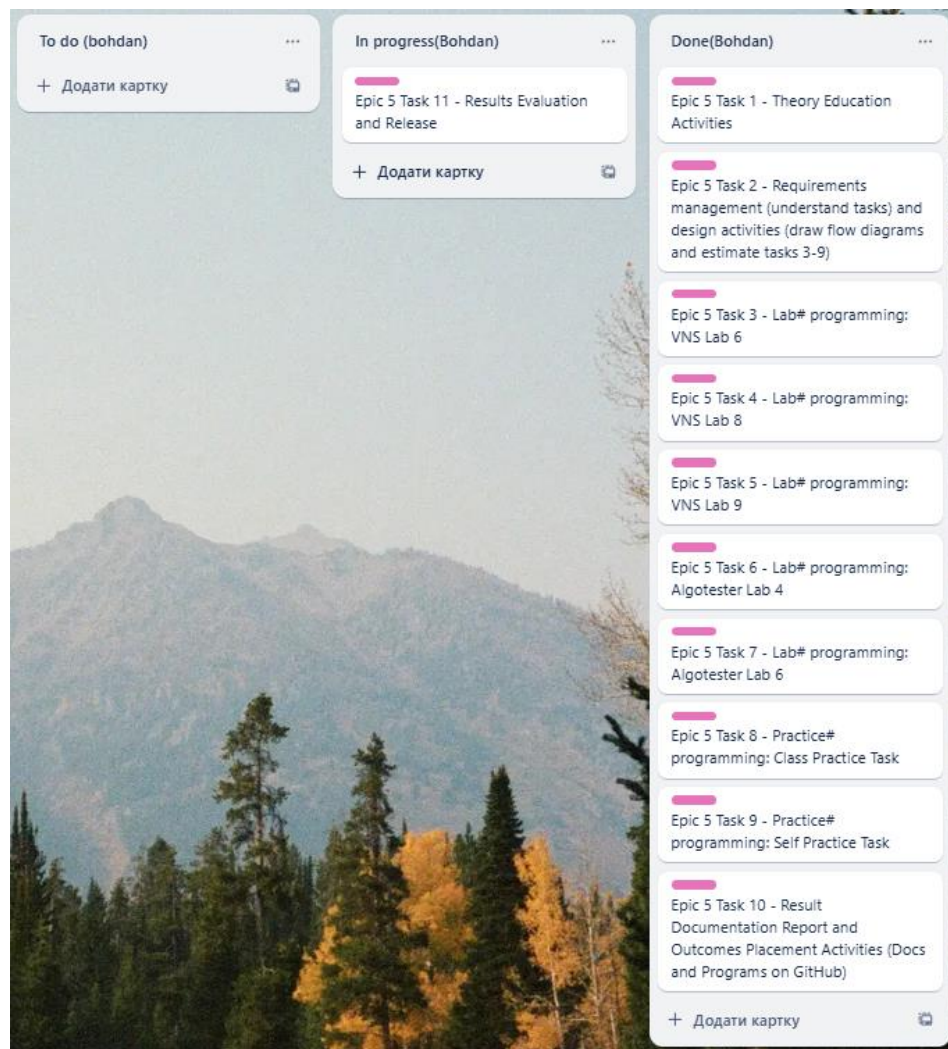 To do (bohdan)
+ Додати картку
In progress(Bohdan)
Epic 5 Task 11 - Results Evaluation
and Release
+ Додати картку
Done(Bohdan)
Epic 5 Task 1 - Theory Education
Activities
Epic 5 Task 2 - Requirements
management (understand tasks) and
design activities (draw flow diagrams
and estimate tasks 3-9)
Epic 5 Task 3 - Lab# programming:
VNS Lab 6
Epic 5 Task 4 - Lab# programming:
VNS Lab 8
Epic 5 Task 5 - Lab# programming:
VNS Lab 9
Epic 5 Task 6 - Lab# programming:
Algotester Lab 4
Epic 5 Task 7 - Lab# programming:
Algotester Lab 6
Epic 5 Task 8 - Practice#
programming: Class Practice Task
Epic 5 Task 9 - Practice#
programming: Self Practice Task
Epic 5 Task 10 - Result
Documentation Report and
Outcomes Placement Activities (Docs
and Programs on GitHub)
+ Додати картку